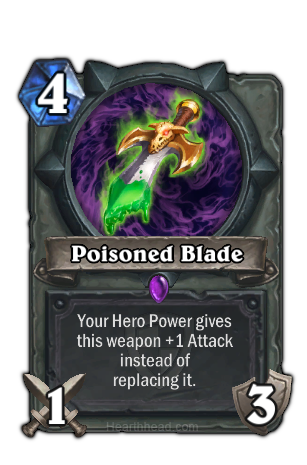 4
Poisoned Blade
Your Hero Power gives
this weapon +1 Attack
instead of
replacing it.
1
3
Hearthhead.com